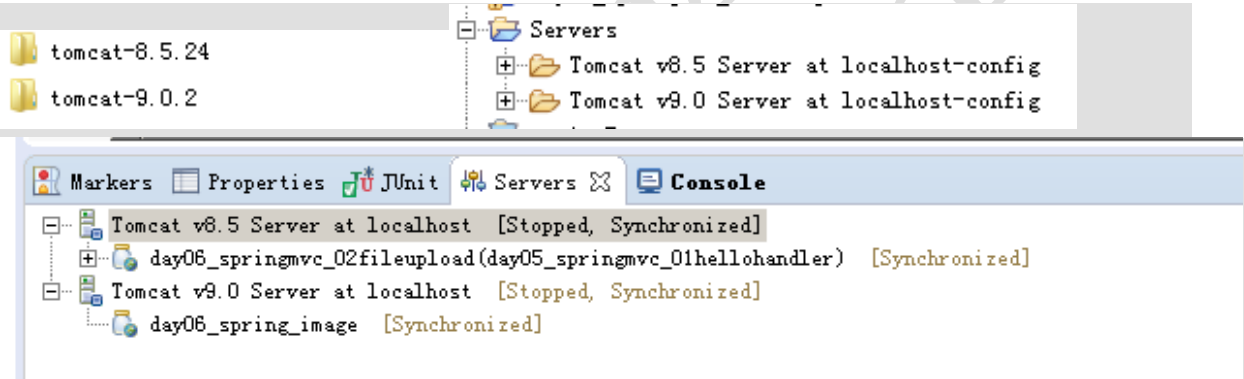 tomcat-8.5.24
tomcat-9.0.2
Servers
Tomcat v8.5 Server at localhost-config
Tomcat v9.0 Server at localhost-config
Markers Properties JUnit Servers Console
Tomcat v8.5 Server at localhost [Stopped, Synchronized]
day06_springmvc_02fileupload(day05_springmvc_01hellohandler) [Synchronized]
Tomcat v9.0 Server at localhost [Stopped, Synchronized]
day06_spring_image [Synchronized]